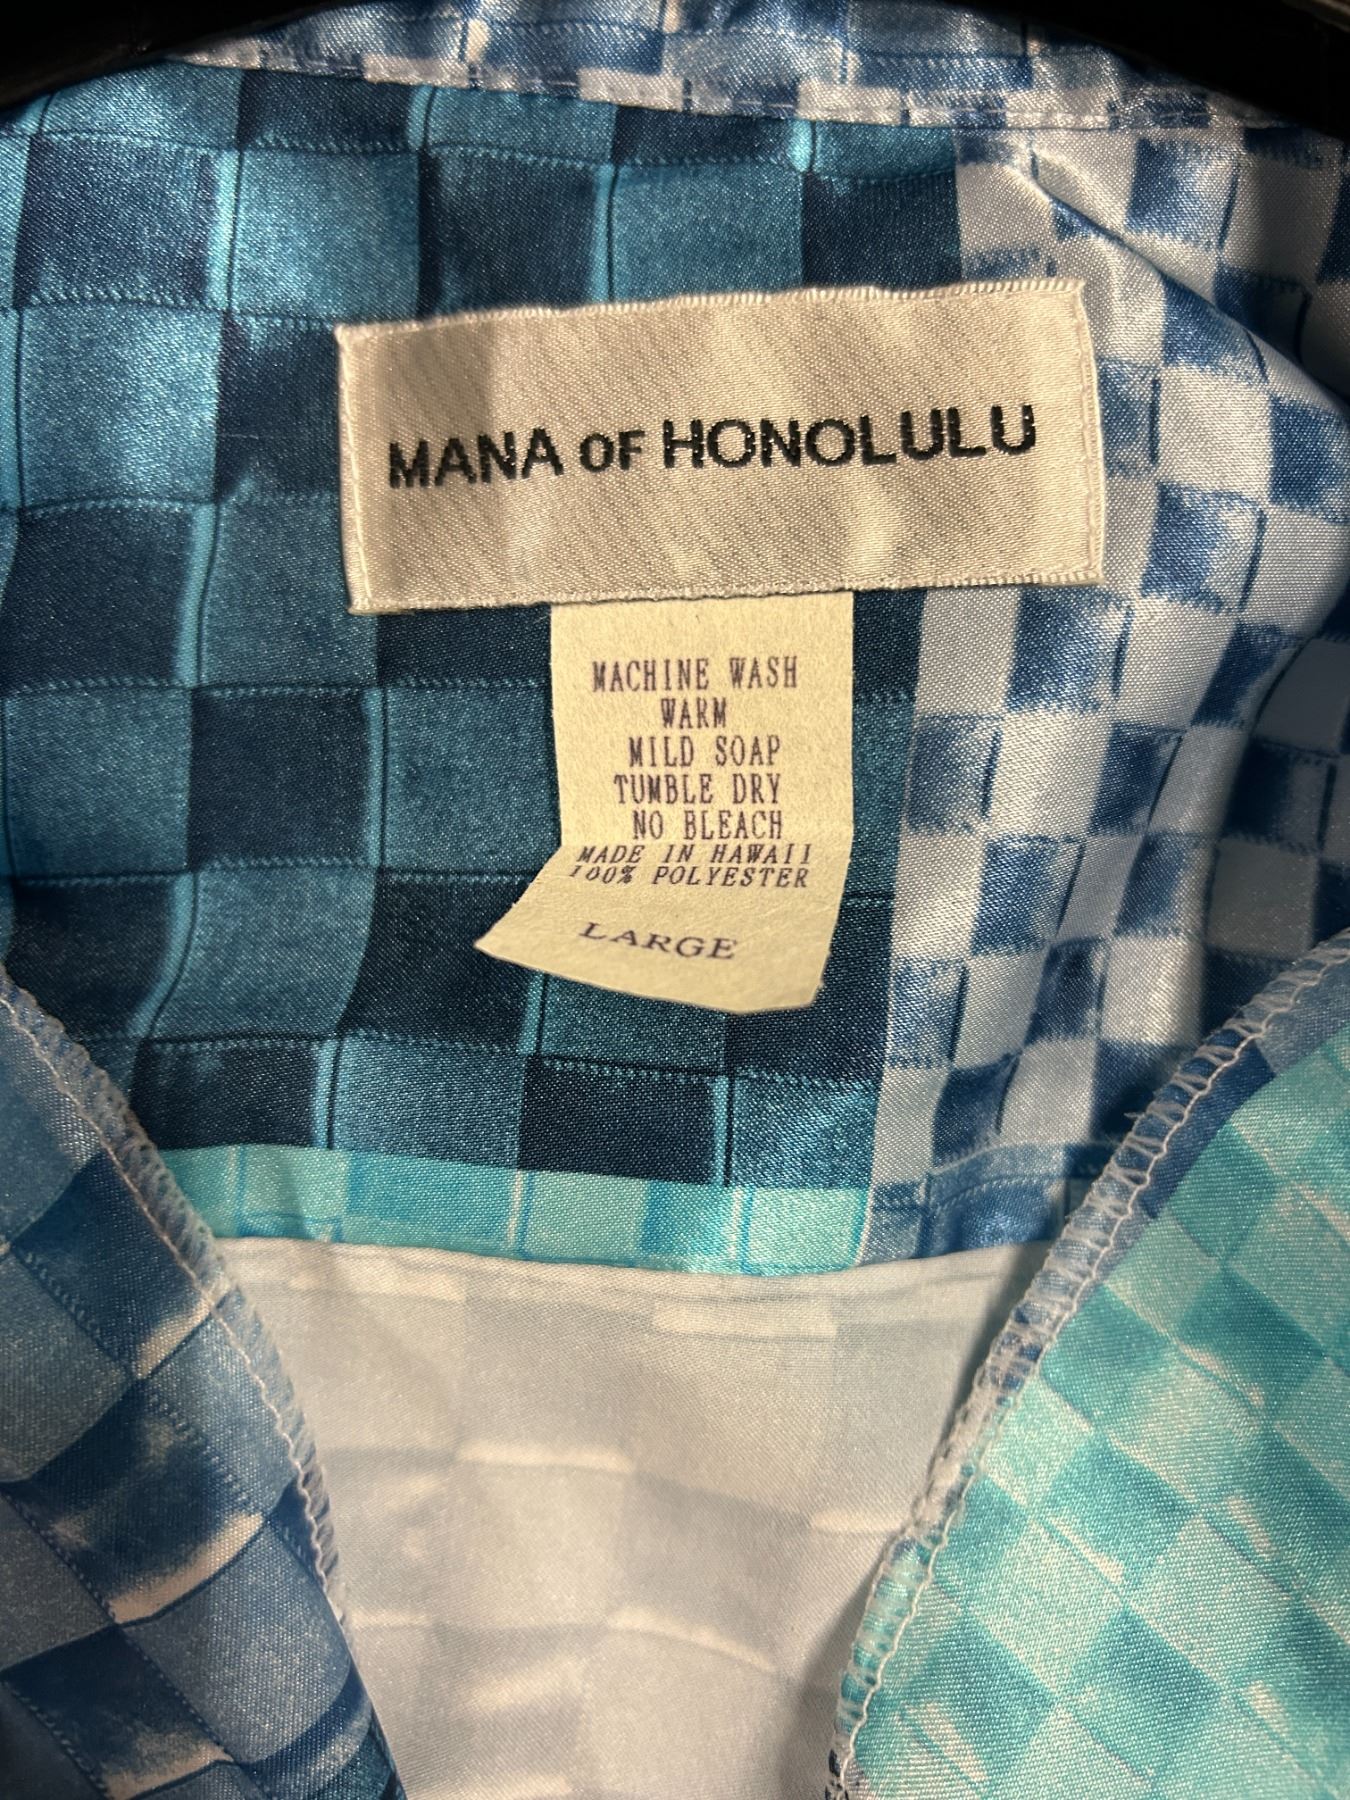 MANA OF HONOLULU
MACHINE WASH
WARM
MILD SOAP
TUMBLE DRY
NO BLEACH
MADE IN HAWAII
100% POLYESTER
LARGE